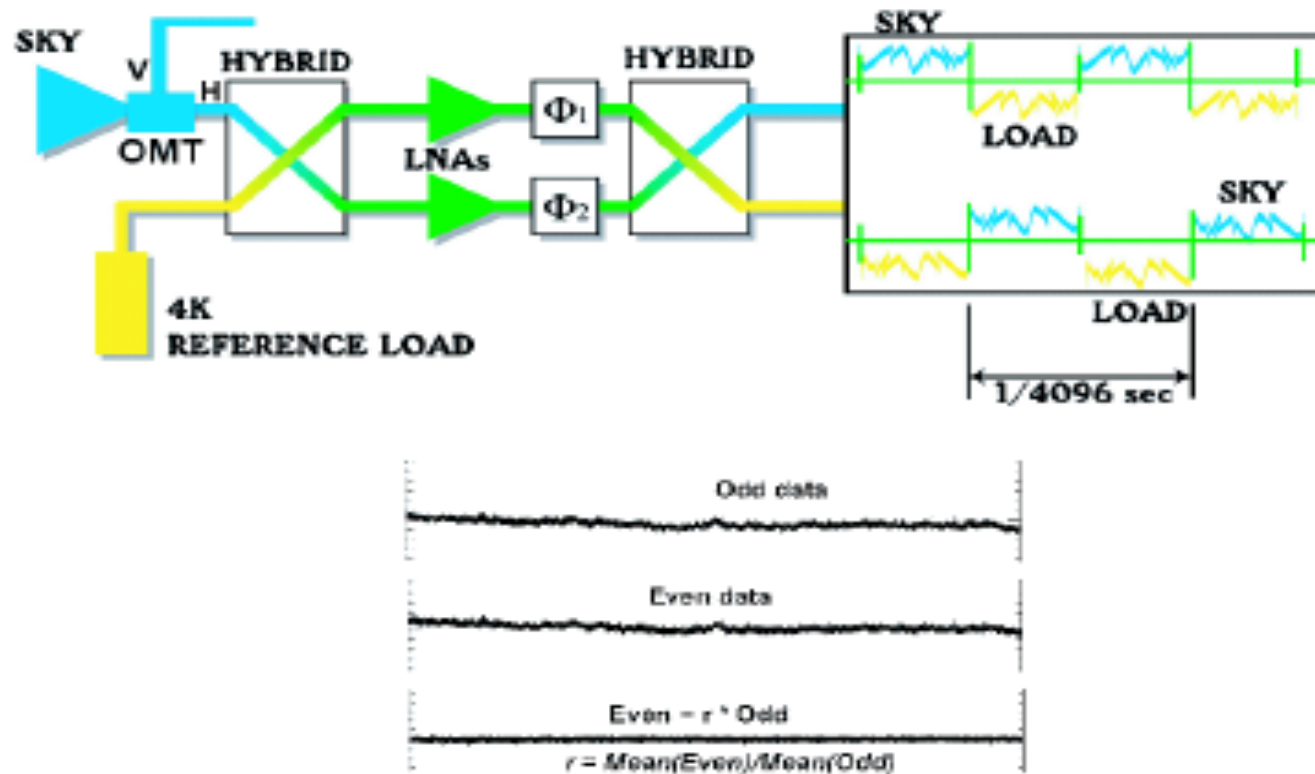 SKY
V
H
OMT
HYBRID
LNAs
Φ1
Φ2
HYBRID
4K
REFERENCE LOAD
SKY
LOAD
SKY
LOAD
1/4096 sec
Odd data
Even data
Even - r * Odd
r = Mean(Even)/Mean(Odd)